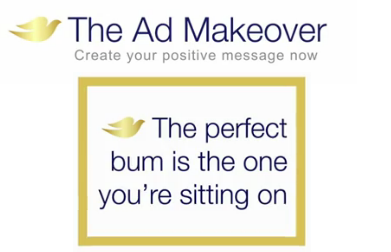 The Ad Makeover
Create your positive message now
The perfect
bum is the one
you're sitting on